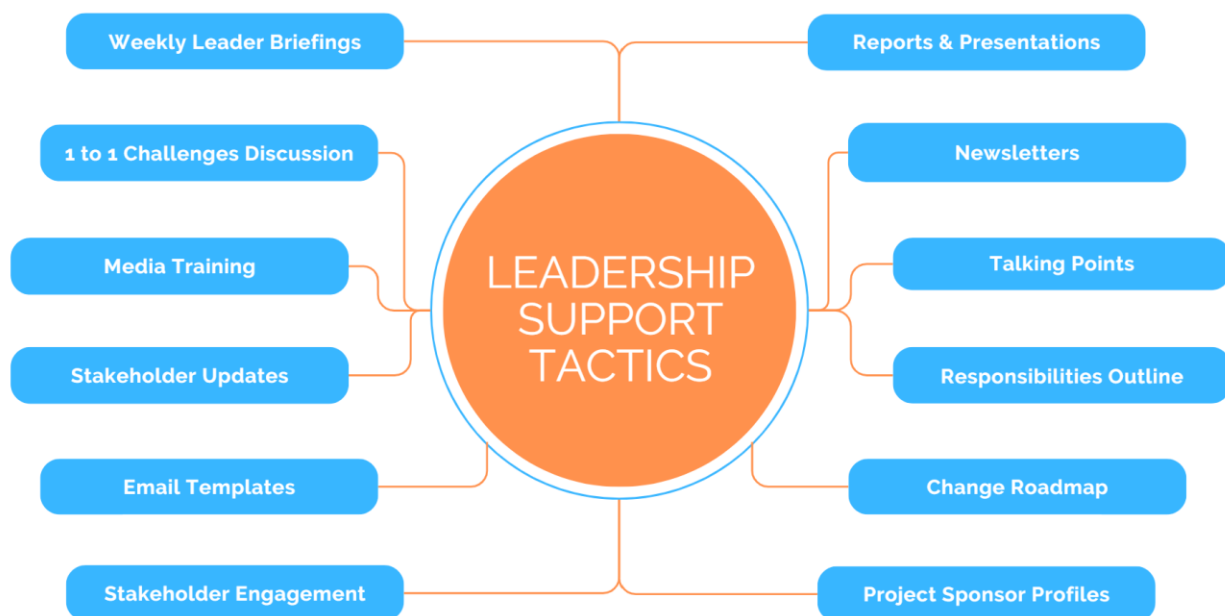 Weekly Leader Briefings
Reports & Presentations
1 to 1 Challenges Discussion
Newsletters
Media Training
Talking Points
LEADERSHIP
SUPPORT
TACTICS
Stakeholder Updates
Responsibilities Outline
Email Templates
Change Roadmap
Stakeholder Engagement
Project Sponsor Profiles